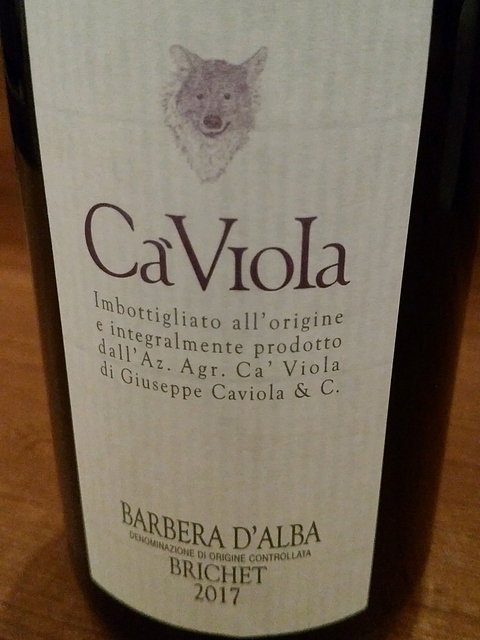 Ca'Viola
Imbottigliato all'origine
e integralmente prodotto
dall'Az. Agr. Ca' Viola
di Giuseppe Caviola & C.
BARBERA D'ALBA
DENOMINAZIONE DI ORIGINE CONTROLLATA
BRICHET
2017